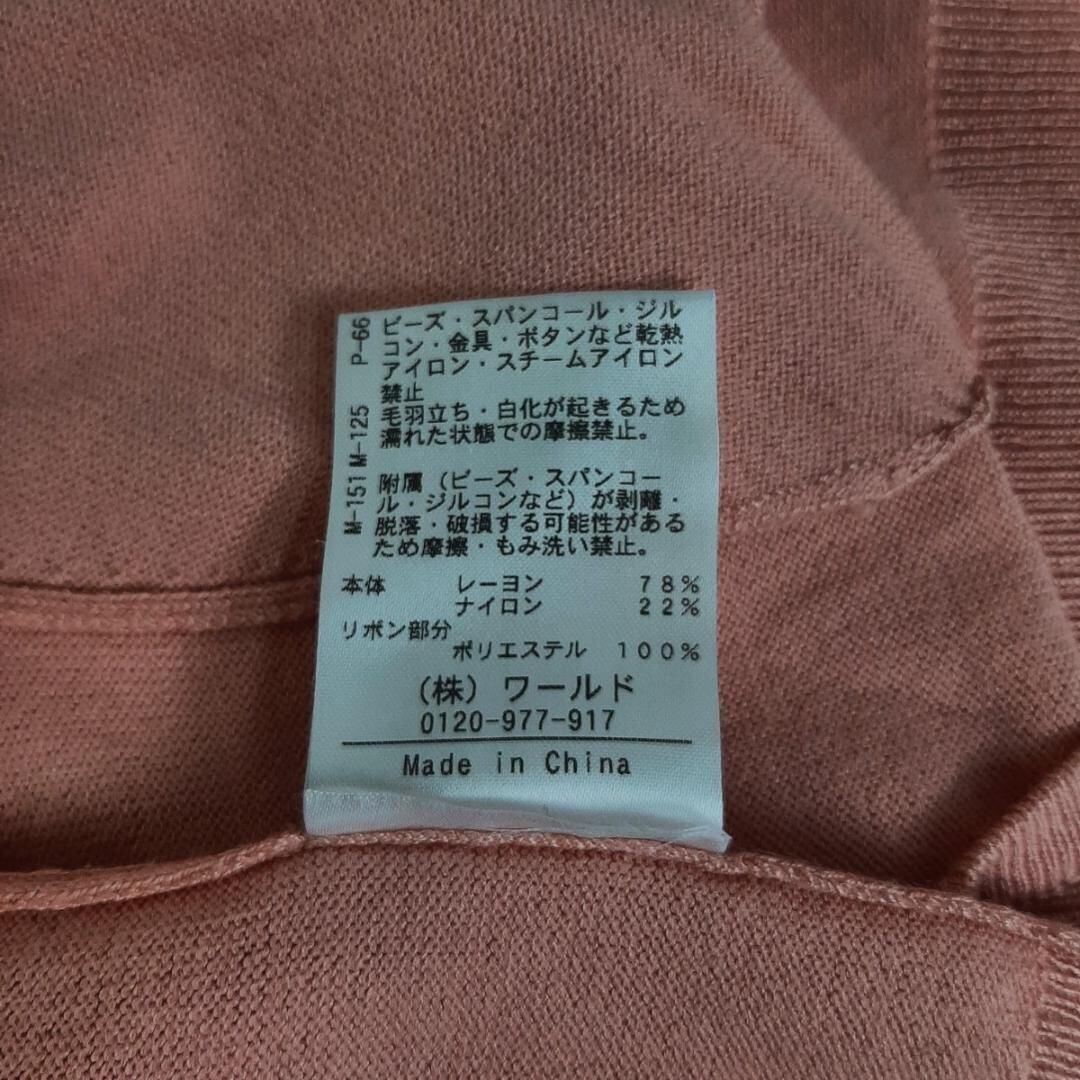 P-66
M-125
M-151
ビーズ・スパンコール・ジル
コン・金具・ボタンなど乾熱
アイロン・スチームアイロン
禁止
毛羽立ち・白化が起きるため
濡れた状態での摩擦禁止。
附属(ビーズ・スパンコー
ル・ジルコンなど)が剥離・
脱落・破損する可能性がある
ため摩擦・もみ洗い禁止。
本体 レーヨン 78%
ナイロン 22%
リボン部分
ポリエステル 100%
(株)ワールド
0120-977-917
Made in China